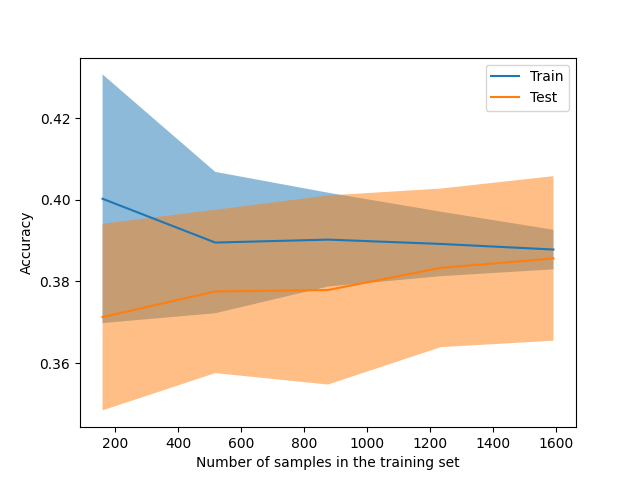 Train
Test
0.42
0.40
0.38
0.36
Accuracy
200 400 600 800 1000 1200 1400 1600
Number of samples in the training set